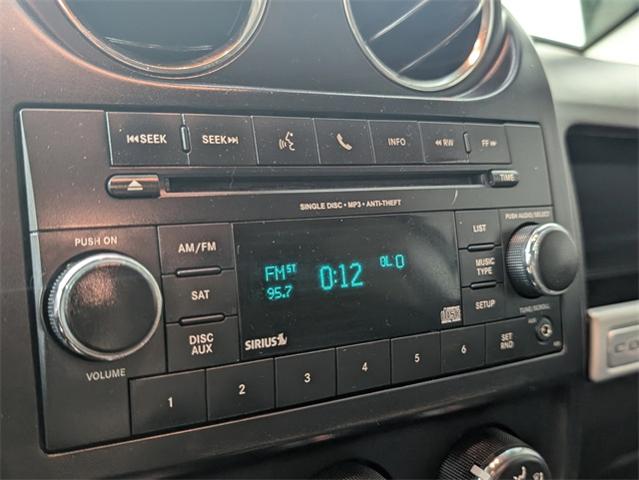 SEEK SEEK INFO RW FF
TIME
SINGLE DISC • MP3 • ANTI-THEFT
PUSH ON
VOLUME
AM/FM
SAT
DISC AUX
FM ST 0:12
95.7
SIRIUS
LIST
MUSIC TYPE
SETUP
PUSH AUDIO/SELECT
TUNE/SCROLL
SET RND
AUX
1 2 3 4 5 6